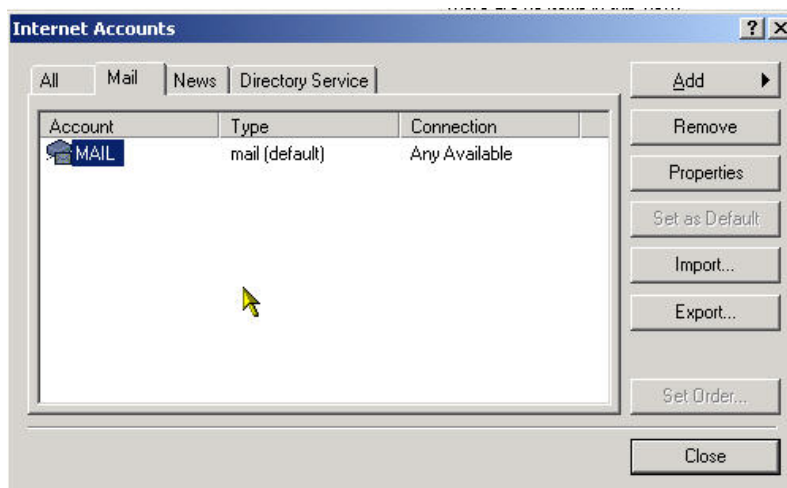 Internet Accounts
? X
All Mail News Directory Service
Add
Account Type Connection
Remove
MAIL mail (default) Any Available
Properties
Set as Default
Import...
Export...
Set Order...
Close